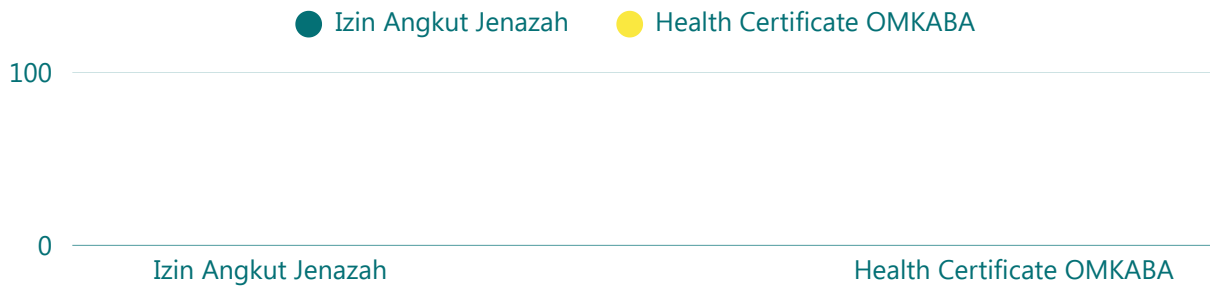 Izin Angkut Jenazah Health Certificate OMKABA
100
0
Izin Angkut Jenazah Health Certificate OMKABA